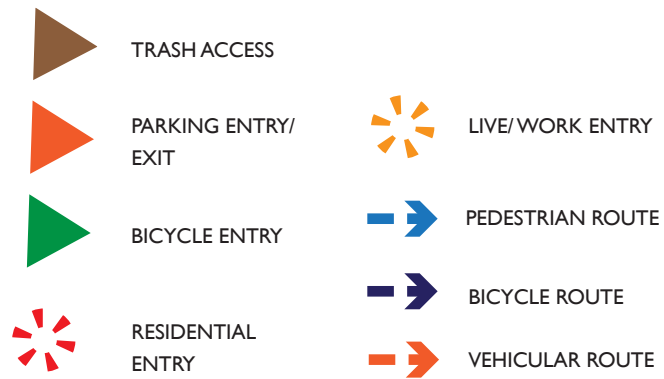 TRASH ACCESS
PARKING ENTRY/
EXIT
BICYCLE ENTRY
RESIDENTIAL
ENTRY
LIVE/ WORK ENTRY
PEDESTRIAN ROUTE
BICYCLE ROUTE
VEHICULAR ROUTE